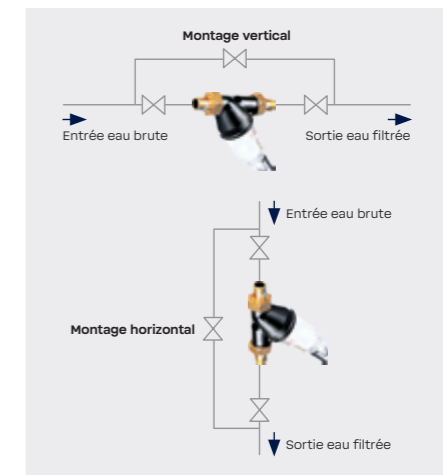 Montage vertical
Entrée eau brute
Sortie eau filtrée
Entrée eau brute
Montage horizontal
Sortie eau filtrée